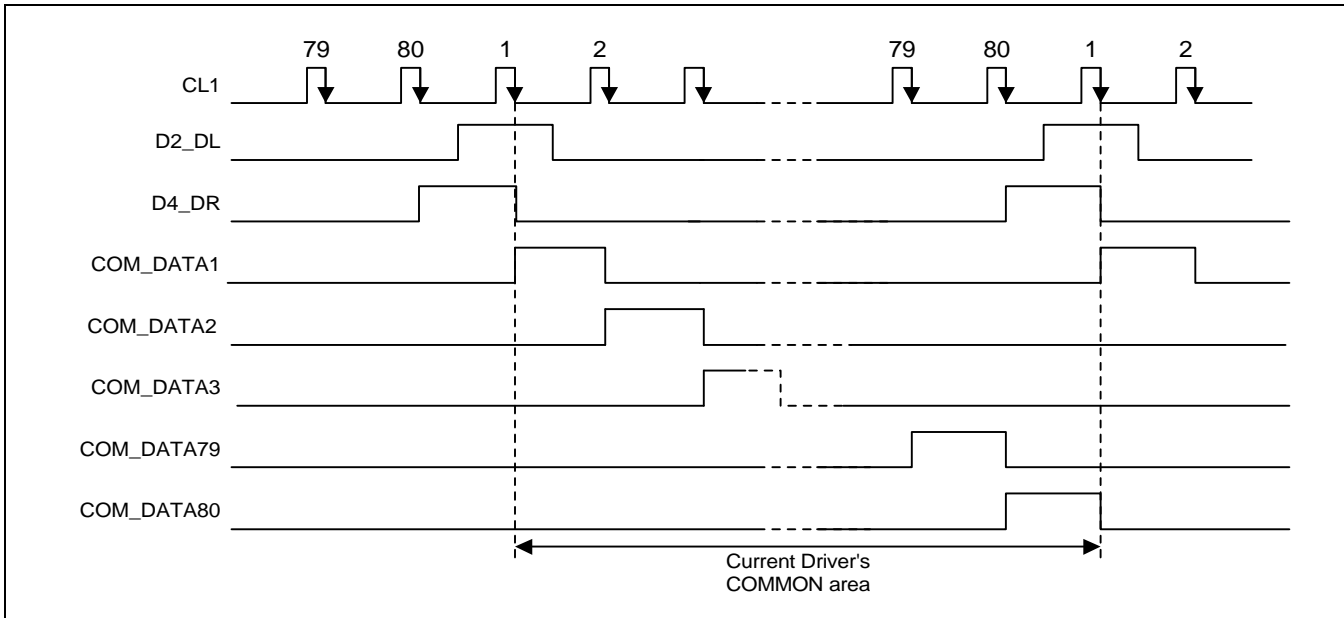 79 80 1 2 79 80 1 2
CL1
D2_DL
D4_DR
COM_DATA1
COM_DATA2
COM_DATA3
COM_DATA79
COM_DATA80
Current Driver's
COMMON area